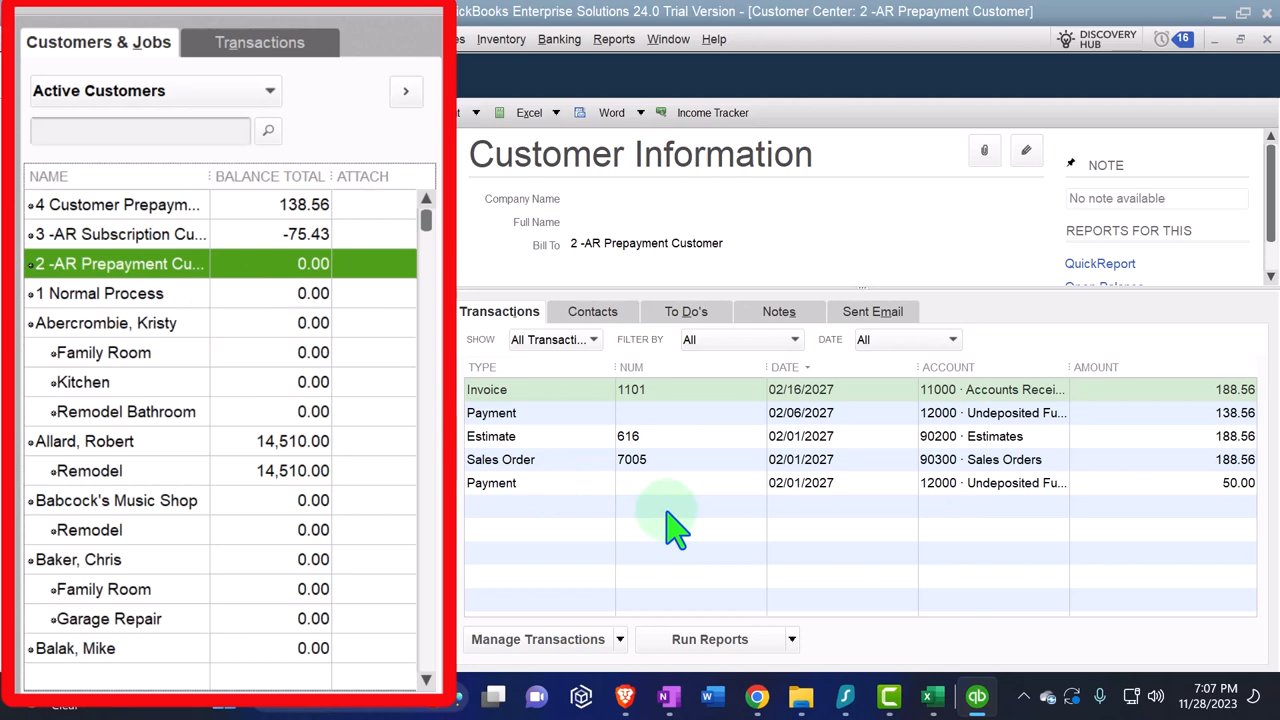 Customers & Jobs
Transactions
Active Customers
NAME BALANCE TOTAL ATTACH
4 Customer Prepaym... 138.56
3 -AR Subscription Cu... -75.43
2 -AR Prepayment Cu... 0.00
1 Normal Process 0.00
Abercrombie, Kristy 0.00
Family Room 0.00
Kitchen 0.00
Remodel Bathroom 0.00
Allard, Robert 14,510.00
Remodel 14,510.00
Babcock's Music Shop 0.00
Remodel 0.00
Baker, Chris 0.00
Family Room 0.00
Garage Repair 0.00
Balak, Mike 0.00
Enterprise Solutions 24.0 Trial Version - [Customer Center: 2 -AR Prepayment Customer]
Inventory Banking Reports Window Help
DISCOVERY
HUB
16
Excel Word Income Tracker
Customer Information
Company Name
Full Name
Bill To 2 -AR Prepayment Customer
NOTE
No note available
REPORTS FOR THIS
QuickReport
Transactions Contacts To Do's Notes Sent Email
SHOW All Transacti... FILTER BY All DATE All
TYPE NUM DATE ACCOUNT AMOUNT
Invoice 1101 02/16/2027 11000 · Accounts Recei... 188.56
Payment 02/06/2027 12000 · Undeposited Fu... 138.56
Estimate 616 02/01/2027 90200 · Estimates 188.56
Sales Order 7005 02/01/2027 90300 · Sales Orders 188.56
Payment 02/01/2027 12000 · Undeposited Fu... 50.00
Manage Transactions Run Reports
7:07 PM
11/28/2023